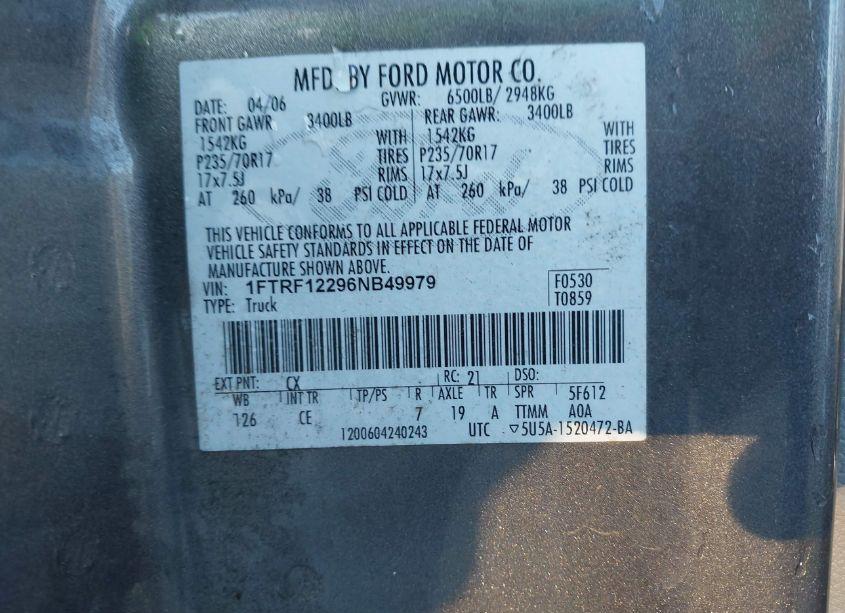 MFD. BY FORD MOTOR CO.
DATE: 04/06 GVWR: 6500LB/ 2948KG
FRONT GAWR: 3400LB REAR GAWR: 3400LB
1542KG WITH 1542KG WITH
P235/70R17 TIRES P235/70R17 TIRES
17x7.5J RIMS 17x7.5J RIMS
AT 260 kPa/ 38 PSI COLD AT 260 kPa/ 38 PSI COLD
THIS VEHICLE CONFORMS TO ALL APPLICABLE FEDERAL MOTOR
VEHICLE SAFETY STANDARDS IN EFFECT ON THE DATE OF
MANUFACTURE SHOWN ABOVE.
VIN: 1FTRF12296NB49979 F0530
TYPE: Truck T0859
EXT PNT: CX RC: 21 DSO:
WB INT TR TP/PS R AXLE TR SPR 5F612
126 CE 7 19 A TTMM A0A
1200604240243 UTC ▽5U5A-1520472-BA